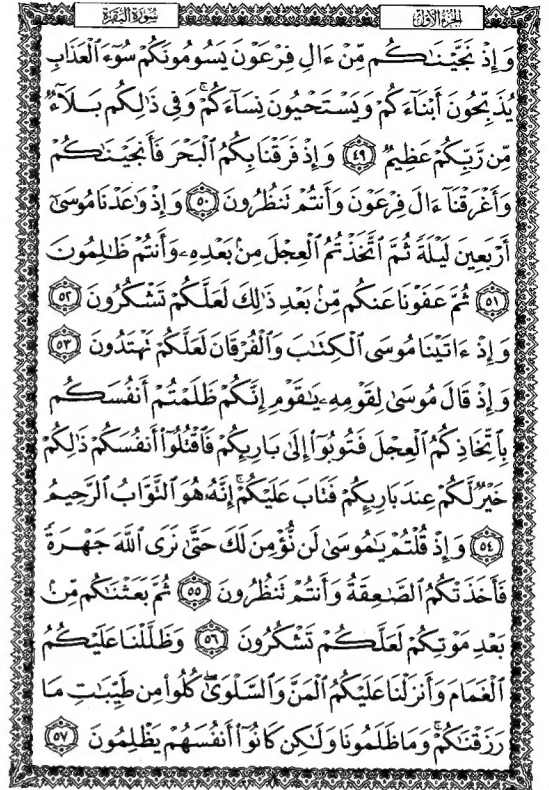 الجزء الأول
سورة البقرة
وَإِذْ نَجَّيْنَٰكُم مِّنْ ءَالِ فِرْعَوْنَ يَسُومُونَكُمْ سُوٓءَ ٱلْعَذَابِ
يُذَبِّحُونَ أَبْنَآءَكُمْ وَيَسْتَحْيُونَ نِسَآءَكُمْ ۚ وَفِى ذَٰلِكُم بَلَآءٌ
مِّن رَّبِّكُمْ عَظِيمٌ ٤٩ وَإِذْ فَرَقْنَا بِكُمُ ٱلْبَحْرَ فَأَنجَيْنَٰكُمْ
وَأَغْرَقْنَآ ءَالَ فِرْعَوْنَ وَأَنتُمْ تَنظُرُونَ ٥٠ وَإِذْ وَٰعَدْنَا مُوسَىٰٓ
أَرْبَعِينَ لَيْلَةً ثُمَّ ٱتَّخَذْتُمُ ٱلْعِجْلَ مِنۢ بَعْدِهِۦ وَأَنتُمْ ظَٰلِمُونَ
٥١ ثُمَّ عَفَوْنَا عَنكُم مِّنۢ بَعْدِ ذَٰلِكَ لَعَلَّكُمْ تَشْكُرُونَ ٥٢
وَإِذْ ءَاتَيْنَا مُوسَى ٱلْكِتَٰبَ وَٱلْفُرْقَانَ لَعَلَّكُمْ تَهْتَدُونَ ٥٣
وَإِذْ قَالَ مُوسَىٰ لِقَوْمِهِۦ يَٰقَوْمِ إِنَّكُمْ ظَلَمْتُمْ أَنفُسَكُم
بِٱتِّخَاذِكُمُ ٱلْعِجْلَ فَتُوبُوٓا۟ إِلَىٰ بَارِئِكُمْ فَٱقْتُلُوٓا۟ أَنفُسَكُمْ ذَٰلِكُمْ
خَيْرٌ لَّكُمْ عِندَ بَارِئِكُمْ فَتَابَ عَلَيْكُمْ ۚ إِنَّهُۥ هُوَ ٱلتَّوَّابُ ٱلرَّحِيمُ
٥٤ وَإِذْ قُلْتُمْ يَٰمُوسَىٰ لَن نُّؤْمِنَ لَكَ حَتَّىٰ نَرَى ٱللَّهَ جَهْرَةً
فَأَخَذَتْكُمُ ٱلصَّٰعِقَةُ وَأَنتُمْ تَنظُرُونَ ٥٥ ثُمَّ بَعَثْنَٰكُم مِّنۢ
بَعْدِ مَوْتِكُمْ لَعَلَّكُمْ تَشْكُرُونَ ٥٦ وَظَلَّلْنَا عَلَيْكُمُ
ٱلْغَمَامَ وَأَنزَلْنَا عَلَيْكُمُ ٱلْمَنَّ وَٱلسَّلْوَىٰ ۖ كُلُوا۟ مِن طَيِّبَٰتِ مَا
رَزَقْنَٰكُمْ ۖ وَمَا ظَلَمُونَا وَلَٰكِن كَانُوٓا۟ أَنفُسَهُمْ يَظْلِمُونَ ٥٧
٨